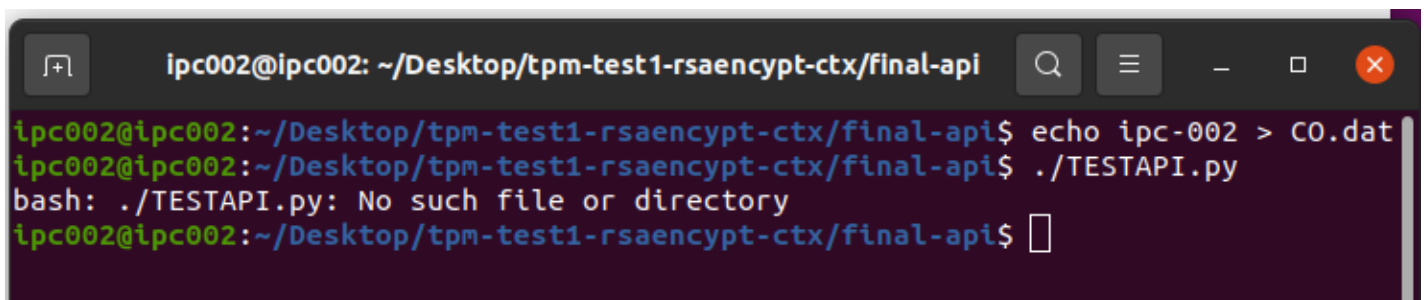 ipc002@ipc002: ~/Desktop/tpm-test1-rsaencypt-ctx/final-api
ipc002@ipc002:~/Desktop/tpm-test1-rsaencypt-ctx/final-api$ echo ipc-002 > CO.dat
ipc002@ipc002:~/Desktop/tpm-test1-rsaencypt-ctx/final-api$ ./TESTAPI.py
bash: ./TESTAPI.py: No such file or directory
ipc002@ipc002:~/Desktop/tpm-test1-rsaencypt-ctx/final-api$